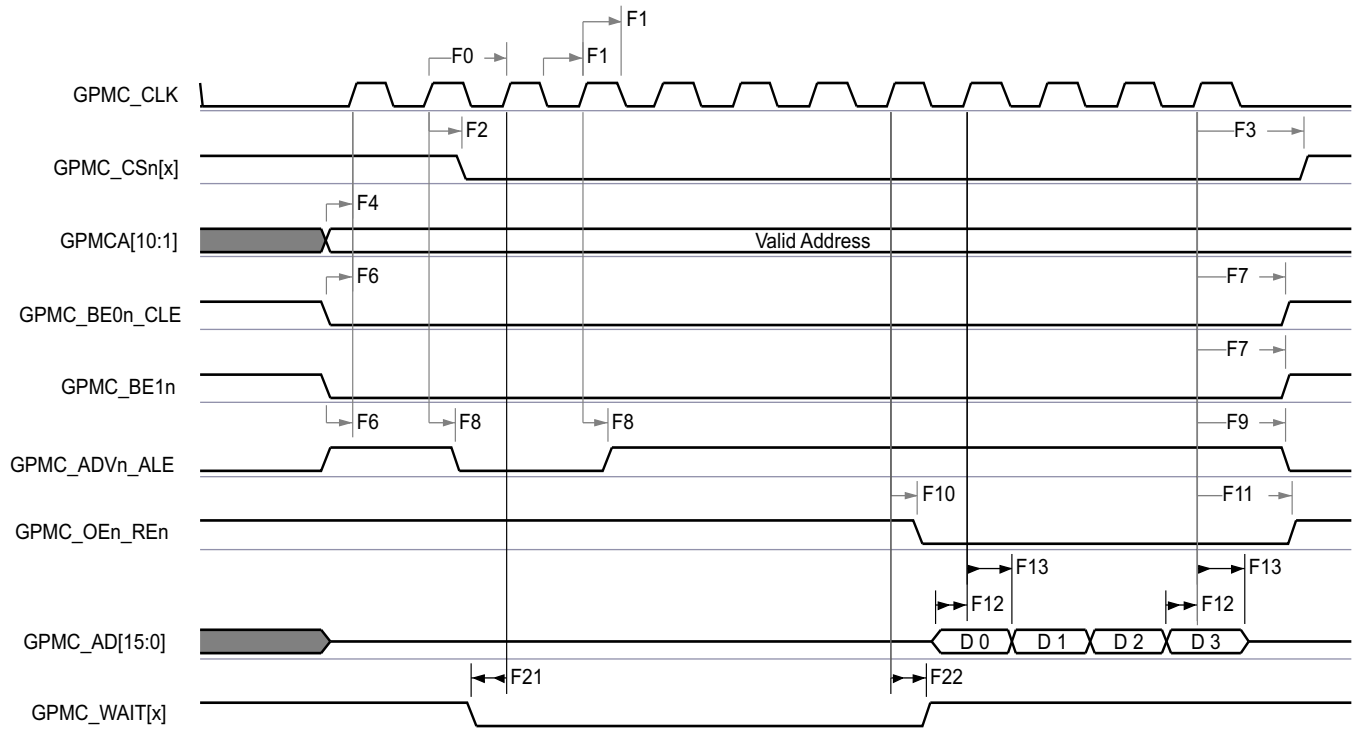 F1
F0
F1
GPMC_CLK
F2
F3
GPMC_CSn[x]
F4
GPMCA[10:1]
Valid Address
F6
F7
GPMC_BE0n_CLE
F7
GPMC_BE1n
F6
F8
F8
F9
GPMC_ADVn_ALE
F10
F11
GPMC_OEn_REn
F13
F13
F12
F12
GPMC_AD[15:0]
D 0
D 1
D 2
D 3
F21
F22
GPMC_WAIT[x]